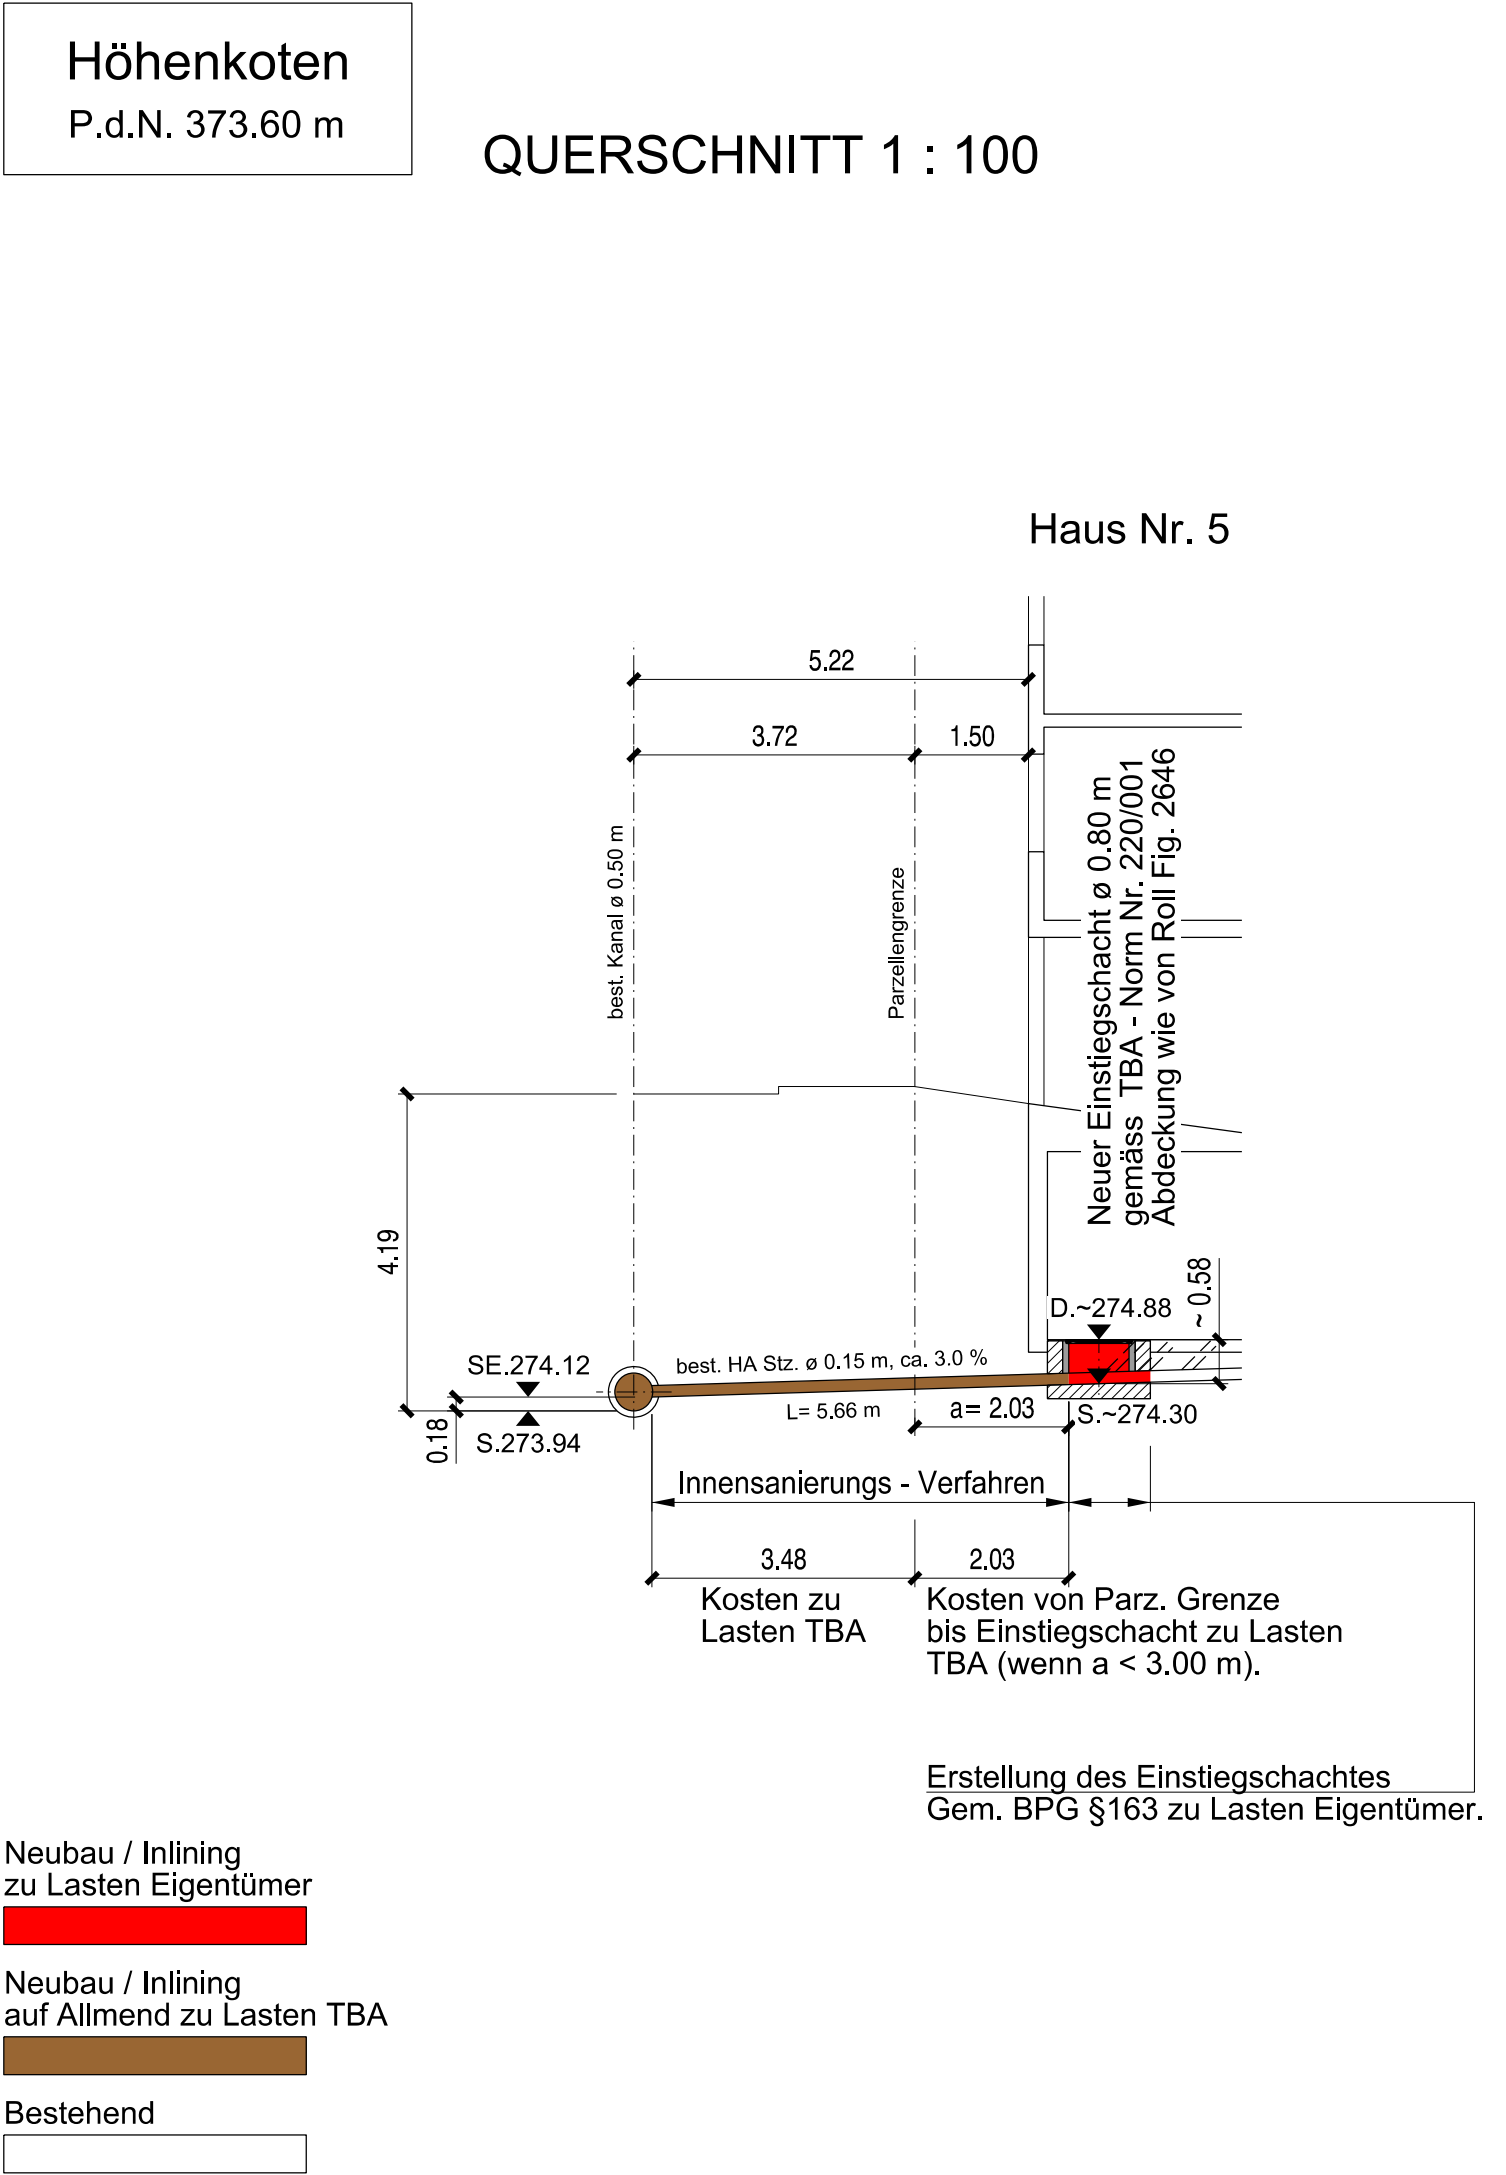 Höhenkoten
P.d.N. 373.60 m
QUERSCHNITT 1 : 100
Haus Nr. 5
5.22
3.72
1.50
best. Kanal ø 0.50 m
Parzellengrenze
Neuer Einstiegschacht ø 0.80 m
gemäss TBA - Norm Nr. 220/001
Abdeckung wie von Roll Fig. 2646
4.19
~ 0.58
D.~274.88
SE.274.12
best. HA Stz. ø 0.15 m, ca. 3.0 %
L= 5.66 m
a= 2.03
S.~274.30
0.18
S.273.94
Innensanierungs - Verfahren
3.48
2.03
Kosten zu
Lasten TBA
Kosten von Parz. Grenze
bis Einstiegschacht zu Lasten
TBA (wenn a < 3.00 m).
Erstellung des Einstiegschachtes
Gem. BPG §163 zu Lasten Eigentümer.
Neubau / Inlining
zu Lasten Eigentümer
Neubau / Inlining
auf Allmend zu Lasten TBA
Bestehend